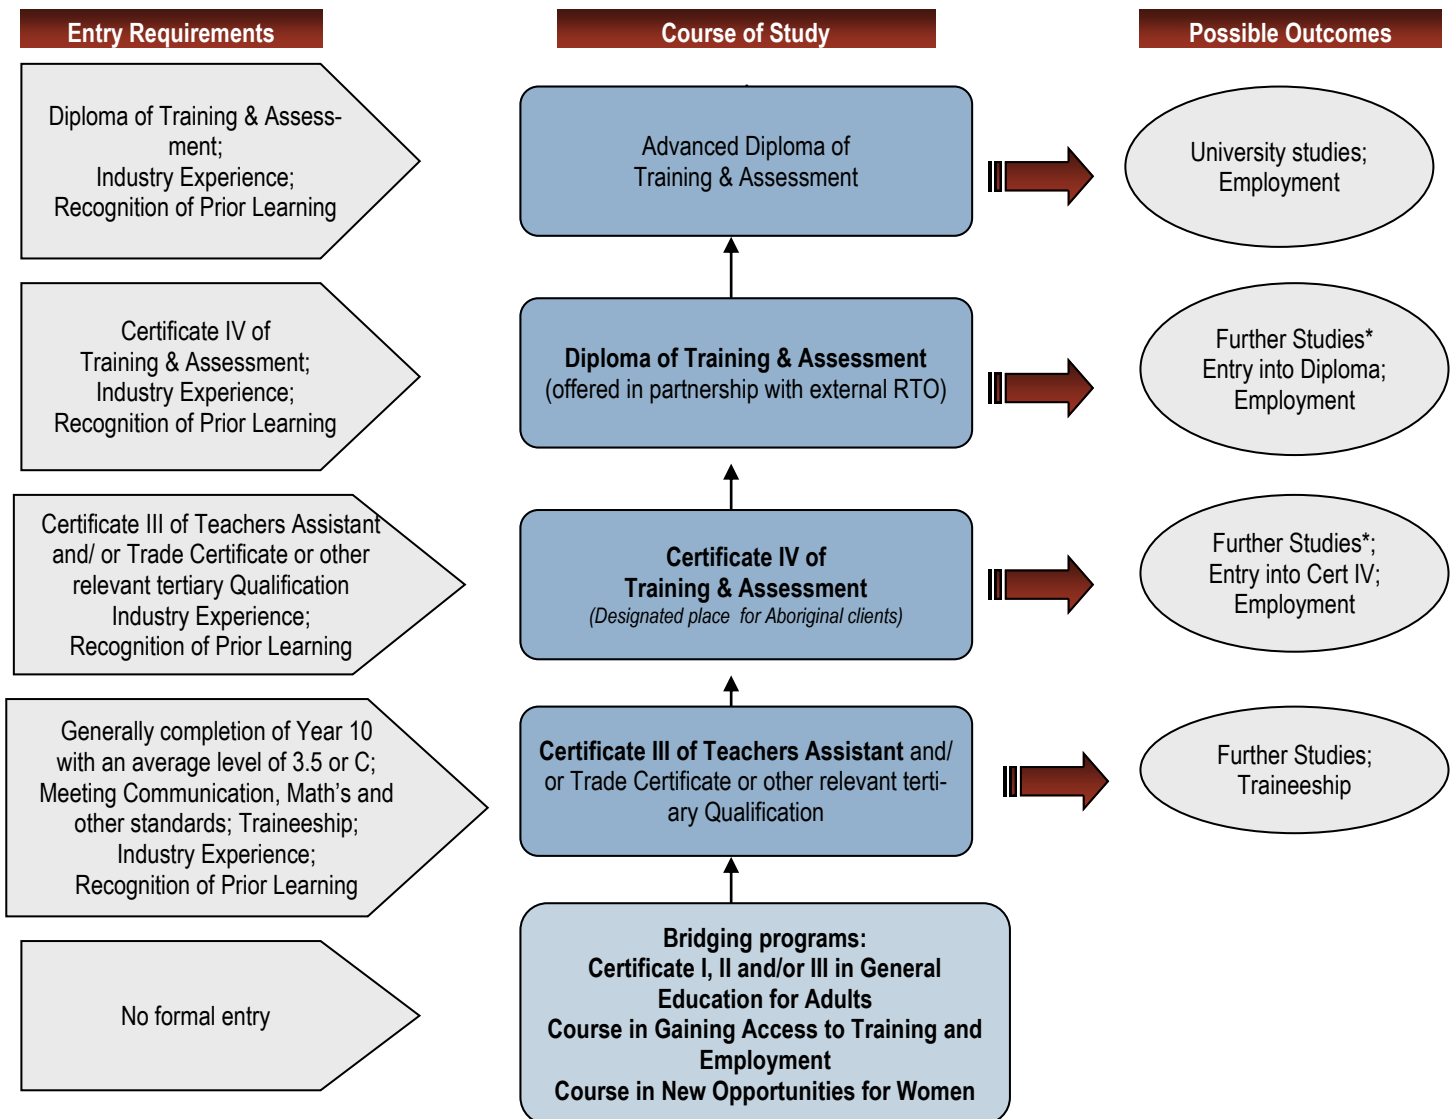 Entry Requirements
Course of Study
Possible Outcomes
Diploma of Training & Assess-
ment;
Industry Experience;
Recognition of Prior Learning
Advanced Diploma of
Training & Assessment
University studies;
Employment
Certificate IV of
Training & Assessment;
Industry Experience;
Recognition of Prior Learning
Diploma of Training & Assessment
(offered in partnership with external RTO)
Further Studies*
Entry into Diploma;
Employment
Certificate III of Teachers Assistant
and/ or Trade Certificate or other
relevant tertiary Qualification
Industry Experience;
Recognition of Prior Learning
Certificate IV of
Training & Assessment
(Designated place for Aboriginal clients)
Further Studies*;
Entry into Cert IV;
Employment
Generally completion of Year 10
with an average level of 3.5 or C;
Meeting Communication, Math's and
other standards; Traineeship;
Industry Experience;
Recognition of Prior Learning
Certificate III of Teachers Assistant and/
or Trade Certificate or other relevant terti-
ary Qualification
Further Studies;
Traineeship
No formal entry
Bridging programs:
Certificate I, II and/or III in General
Education for Adults
Course in Gaining Access to Training and
Employment
Course in New Opportunities for Women